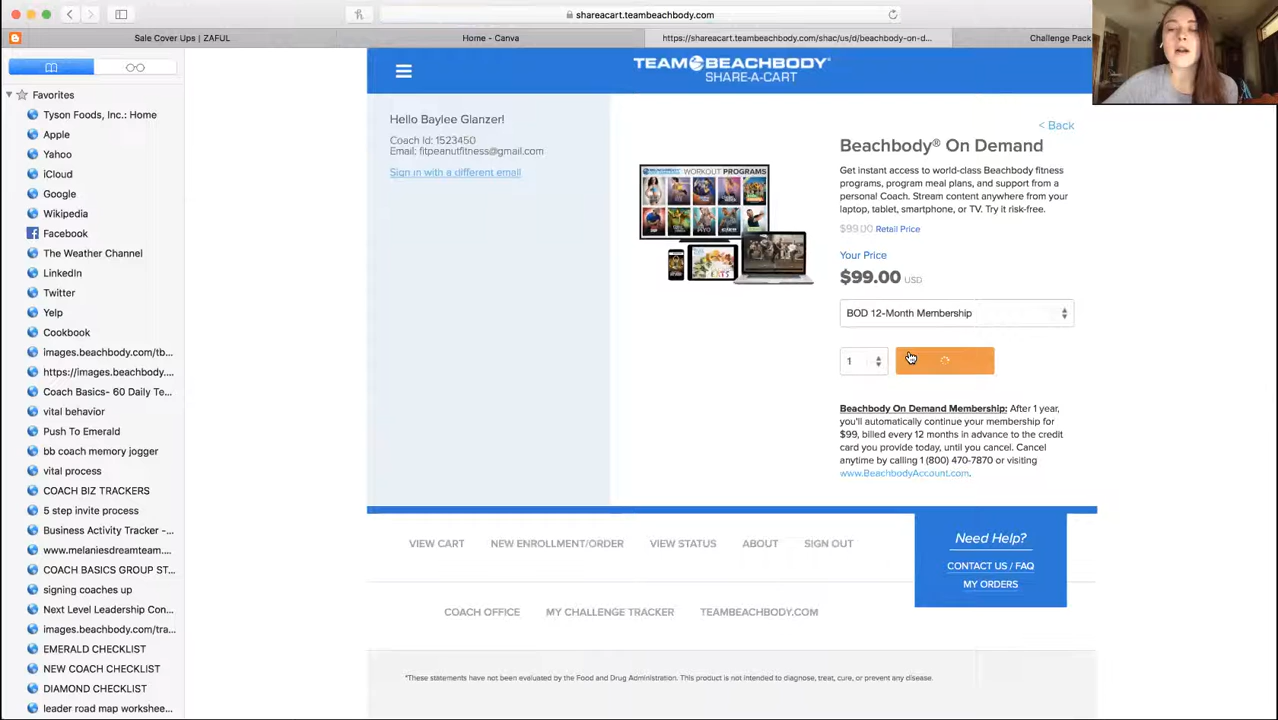 shareacart.teambeachbody.com
Sale Cover Ups | ZAFUL
Home - Canva
https://shareacart.teambeachbody.com/shac/us/d/beachbody-on-d...
Challenge Pack
Favorites
Tyson Foods, Inc.: Home
Apple
Yahoo
iCloud
Google
Wikipedia
Facebook
The Weather Channel
LinkedIn
Twitter
Yelp
Cookbook
images.beachbody.com/tb...
https://images.beachbody....
Coach Basics- 60 Daily Te...
vital behavior
Push To Emerald
bb coach memory jogger
vital process
COACH BIZ TRACKERS
5 step invite process
Business Activity Tracker -...
www.melaniesdreamteam....
COACH BASICS GROUP ST...
signing coaches up
Next Level Leadership Con...
images.beachbody.com/tra...
EMERALD CHECKLIST
NEW COACH CHECKLIST
DIAMOND CHECKLIST
leader road map workshee...
TEAM BEACHBODY®
SHARE-A-CART
Hello Baylee Glanzer!
Coach Id: 1523450
Email: fitpeanutfitness@gmail.com
Sign in with a different email
WORKOUT PROGRAMS
< Back
Beachbody® On Demand
Get instant access to world-class Beachbody fitness
programs, program meal plans, and support from a
personal Coach. Stream content anywhere from your
laptop, tablet, smartphone, or TV. Try it risk-free.
$99.00 Retail Price
Your Price
$99.00 USD
BOD 12-Month Membership
1
Beachbody On Demand Membership: After 1 year,
you'll automatically continue your membership for
$99, billed every 12 months in advance to the credit
card you provide today, until you cancel. Cancel
anytime by calling 1 (800) 470-7870 or visiting
www.BeachbodyAccount.com.
VIEW CART NEW ENROLLMENT/ORDER VIEW STATUS ABOUT SIGN OUT
Need Help?
CONTACT US / FAQ
MY ORDERS
COACH OFFICE MY CHALLENGE TRACKER TEAMBEACHBODY.COM
*These statements have not been evaluated by the Food and Drug Administration. This product is not intended to diagnose, treat, cure, or prevent any disease.